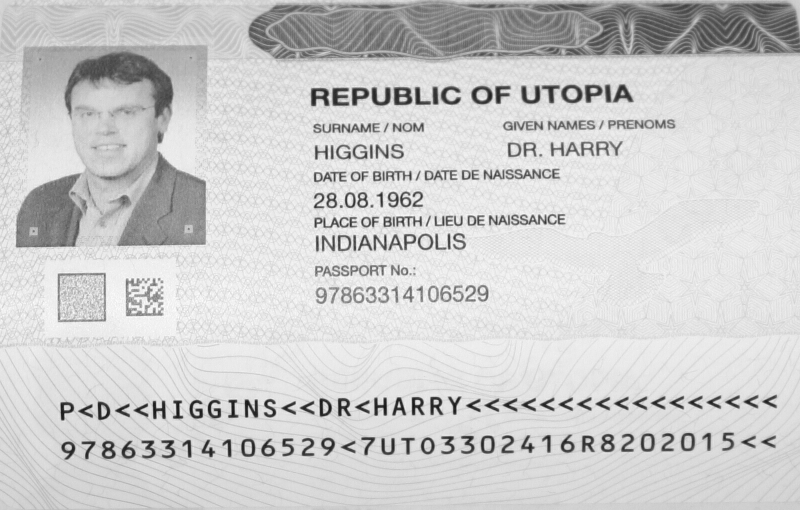 REPUBLIC OF UTOPIA
SURNAME / NOM GIVEN NAMES / PRENOMS
HIGGINS DR. HARRY
DATE OF BIRTH / DATE DE NAISSANCE
28.08.1962
PLACE OF BIRTH / LIEU DE NAISSANCE
INDIANAPOLIS
PASSPORT No.:
97863314106529
P<D<<HIGGINS<<DR<HARRY<<<<<<<<<<<<<<<<<
97863314106529<7UTO3302416R8202015<<